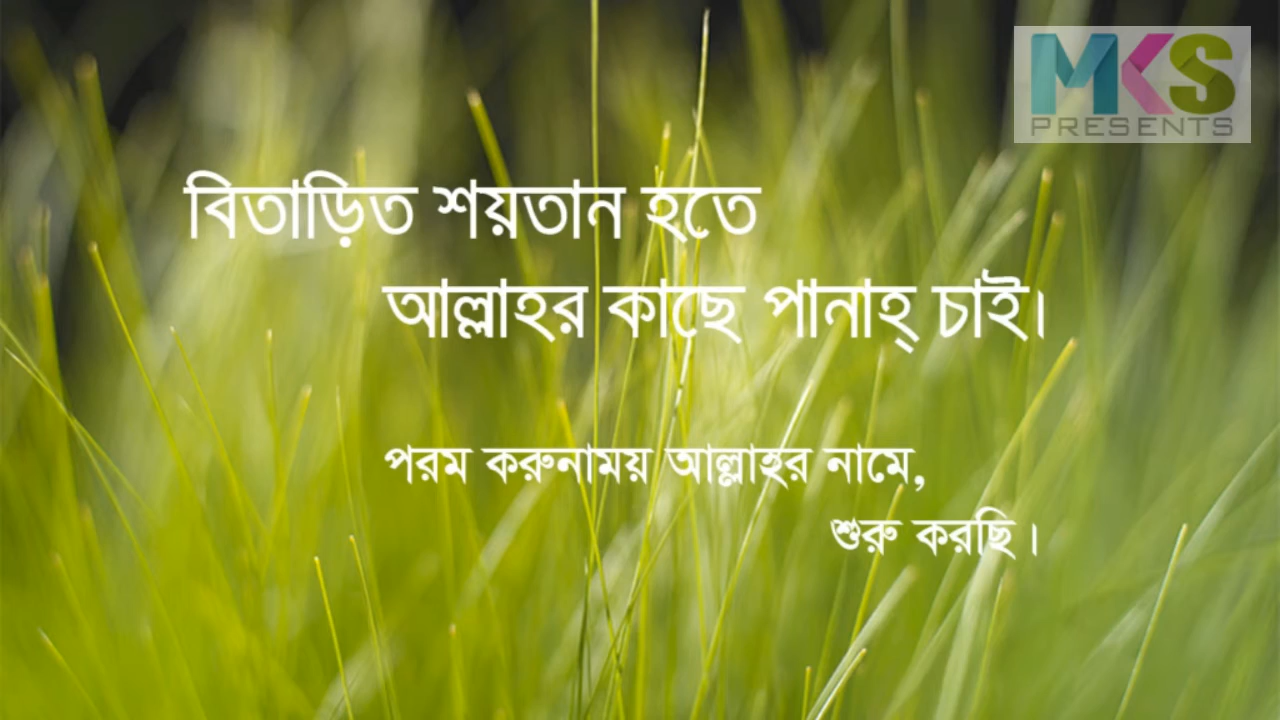 MKS
PRESENTS
বিতাড়িত শয়তান হতে
আল্লাহর কাছে পানাহ্ চাই।
পরম করুনাময় আল্লাহর নামে,
শুরু করছি।